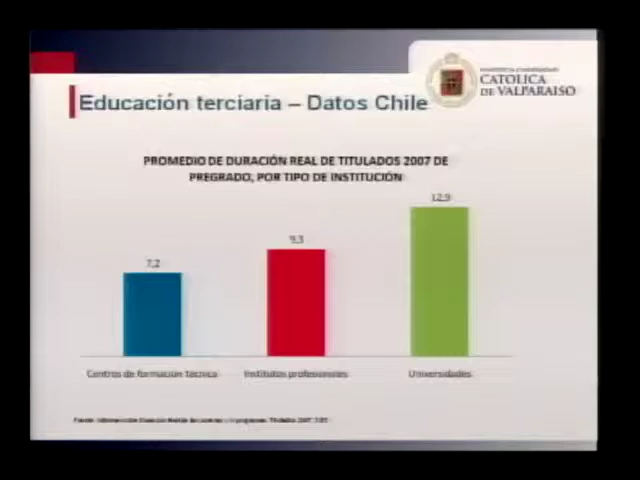 CATOLICA
DE VALPARAISO
Educación terciaria – Datos Chile
PROMEDIO DE DURACIÓN REAL DE TITULADOS 2007 DE
PREGRADO, POR TIPO DE INSTITUCIÓN
12,9
9,3
7,2
Centros de formación técnica
Institutos profesionales
Universidades